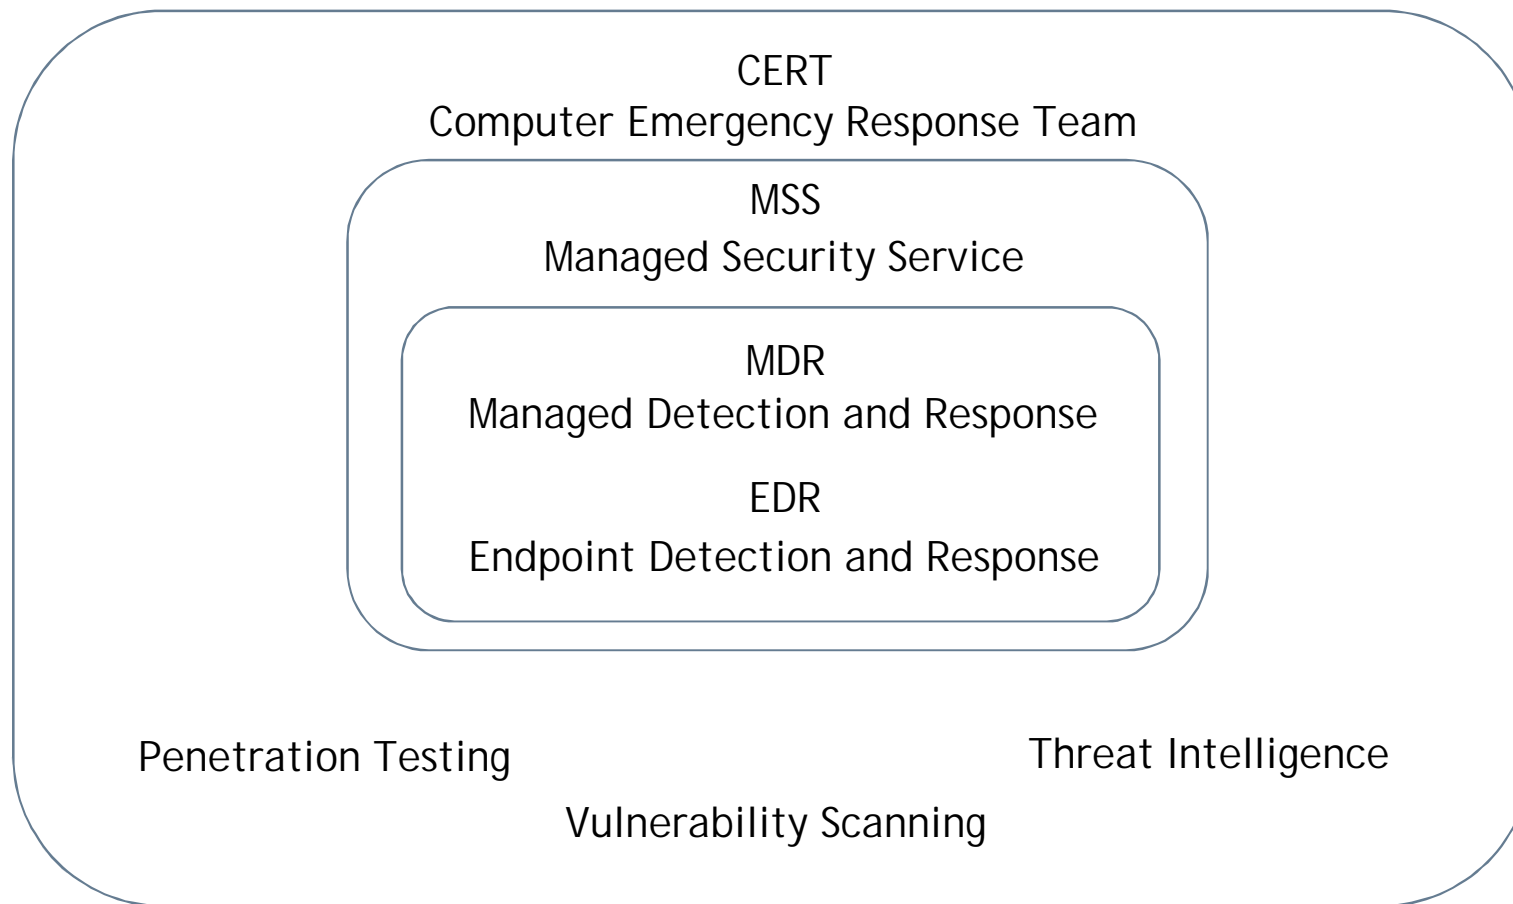 CERT
Computer Emergency Response Team
MSS
Managed Security Service
MDR
Managed Detection and Response
EDR
Endpoint Detection and Response
Penetration Testing
Threat Intelligence
Vulnerability Scanning